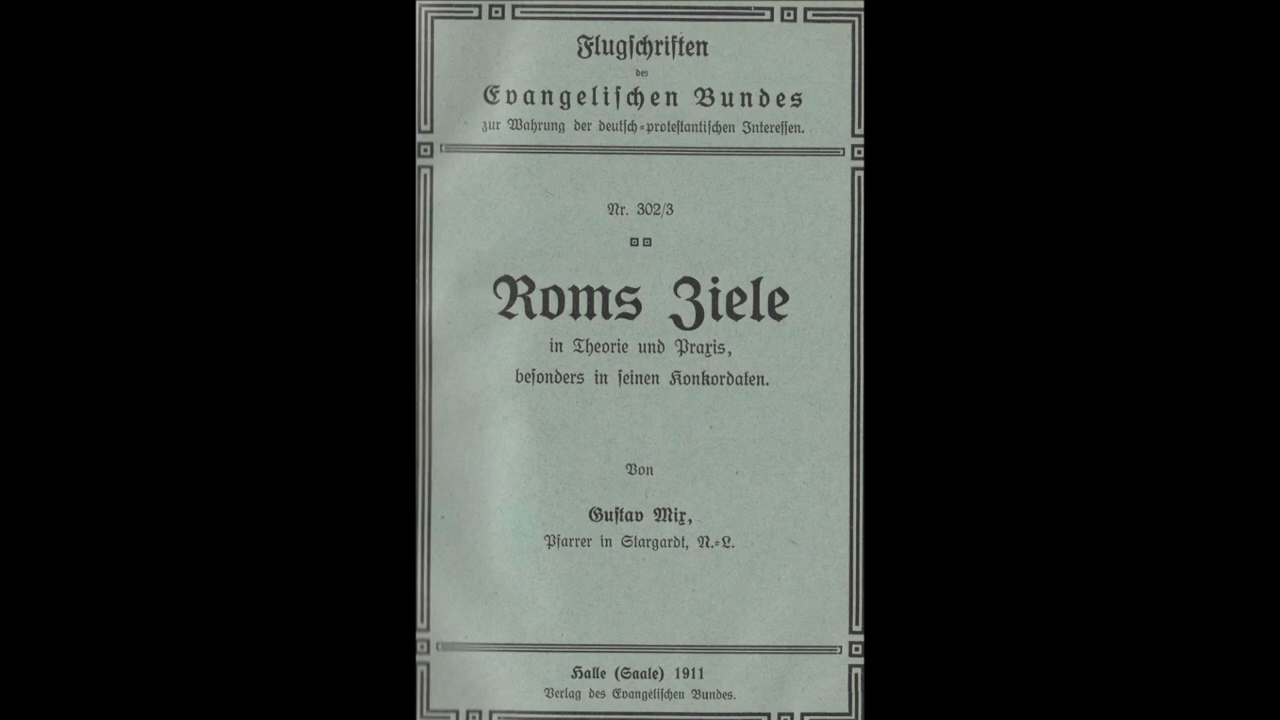 Flugschriften
des
Evangelischen Bundes
zur Wahrung der deutsch-protestantischen Interessen.
Nr. 302/3
Roms Ziele
in Theorie und Praxis,
besonders in seinen Konkordaten.
Von
Gustav Mix,
Pfarrer in Stargardt, N.-L.
Halle (Saale) 1911
Verlag des Evangelischen Bundes.